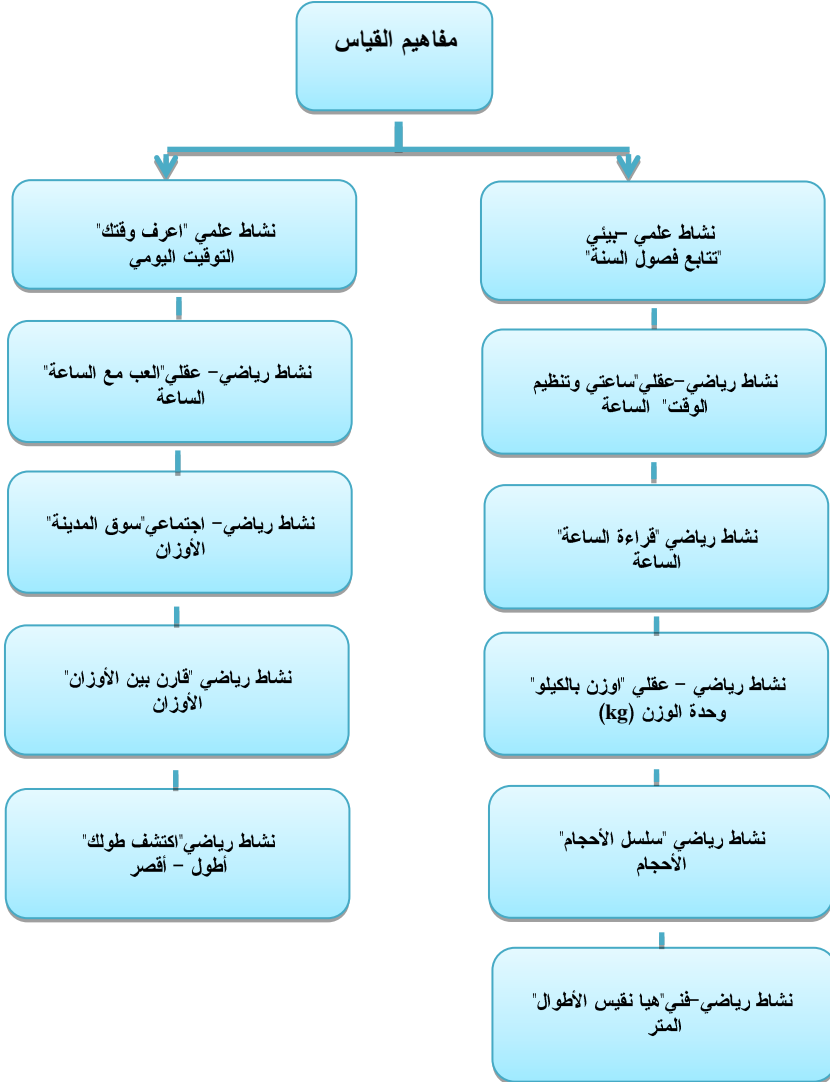 مفاهيم القياس
نشاط علمي –بيئي
"تتابع فصول السنة"
نشاط رياضي–عقلي"ساعتي وتنظيم
الوقت" الساعة
نشاط رياضي "قراءة الساعة"
الساعة
نشاط رياضي – عقلي "اوزن بالكيلو"
وحدة الوزن (kg)
نشاط رياضي "سلسل الأحجام"
الأحجام
نشاط رياضي–فني"هيا نقيس الأطوال"
المتر
نشاط علمي "اعرف وقتك"
التوقيت اليومي
نشاط رياضي– عقلي"العب مع الساعة"
الساعة
نشاط رياضي– اجتماعي"سوق المدينة"
الأوزان
نشاط رياضي "قارن بين الأوزان"
الأوزان
نشاط رياضي"اكتشف طولك"
أطول – أقصر